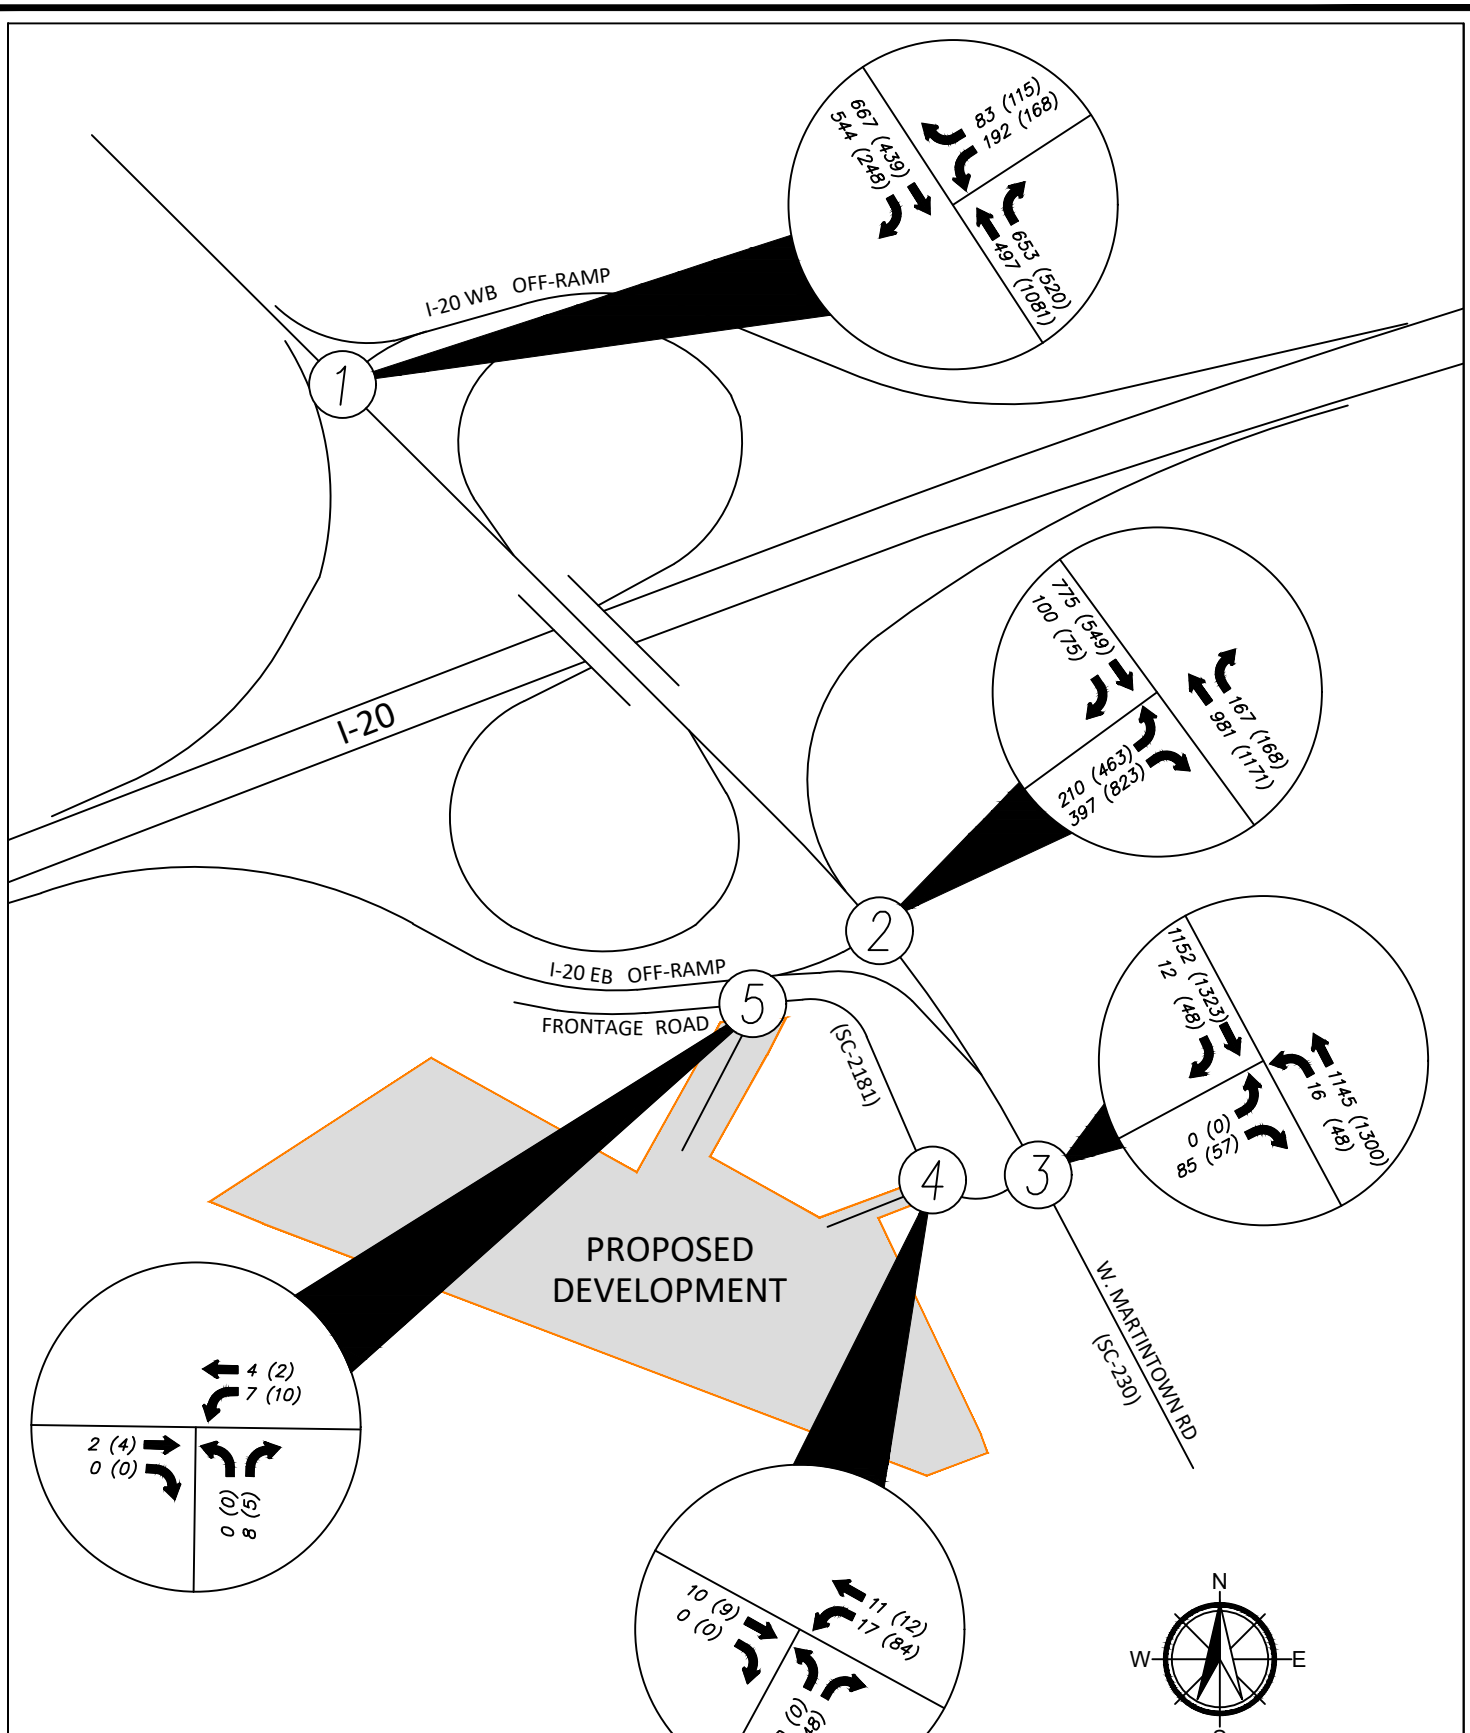 83 (115)
192 (168)
667 (439)
544 (248)
653 (520)
497 (1081)
I-20 WB OFF-RAMP
1
775 (549)
100 (75)
167 (168)
981 (1171)
210 (463)
397 (823)
I-20
2
I-20 EB OFF-RAMP
5
FRONTAGE ROAD
(SC-2181)
1152 (1323)
12 (48)
1145 (1300)
16 (48)
0 (0)
85 (57)
4
3
PROPOSED
DEVELOPMENT
W. MARTINTOWN RD
(SC-230)
4 (2)
7 (10)
2 (4)
0 (0)
0 (0)
8 (5)
10 (9)
0 (0)
11 (12)
17 (84)
(0)
N
W
E